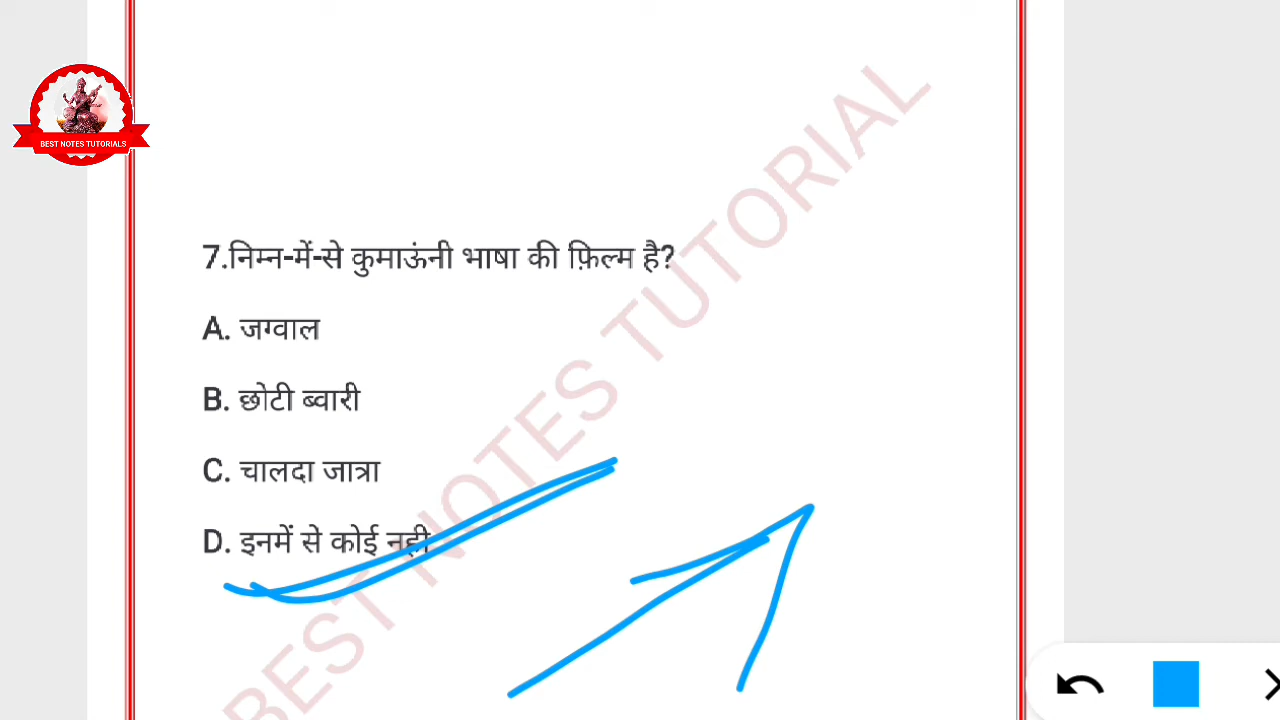 BEST NOTES TUTORIALS
7.निम्न-में-से कुमाऊंनी भाषा की फ़िल्म है?
A. जग्वाल
B. छोटी ब्वारी
C. चालदा जात्रा
D. इनमें से कोई नही
BEST NOTES TUTORIAL